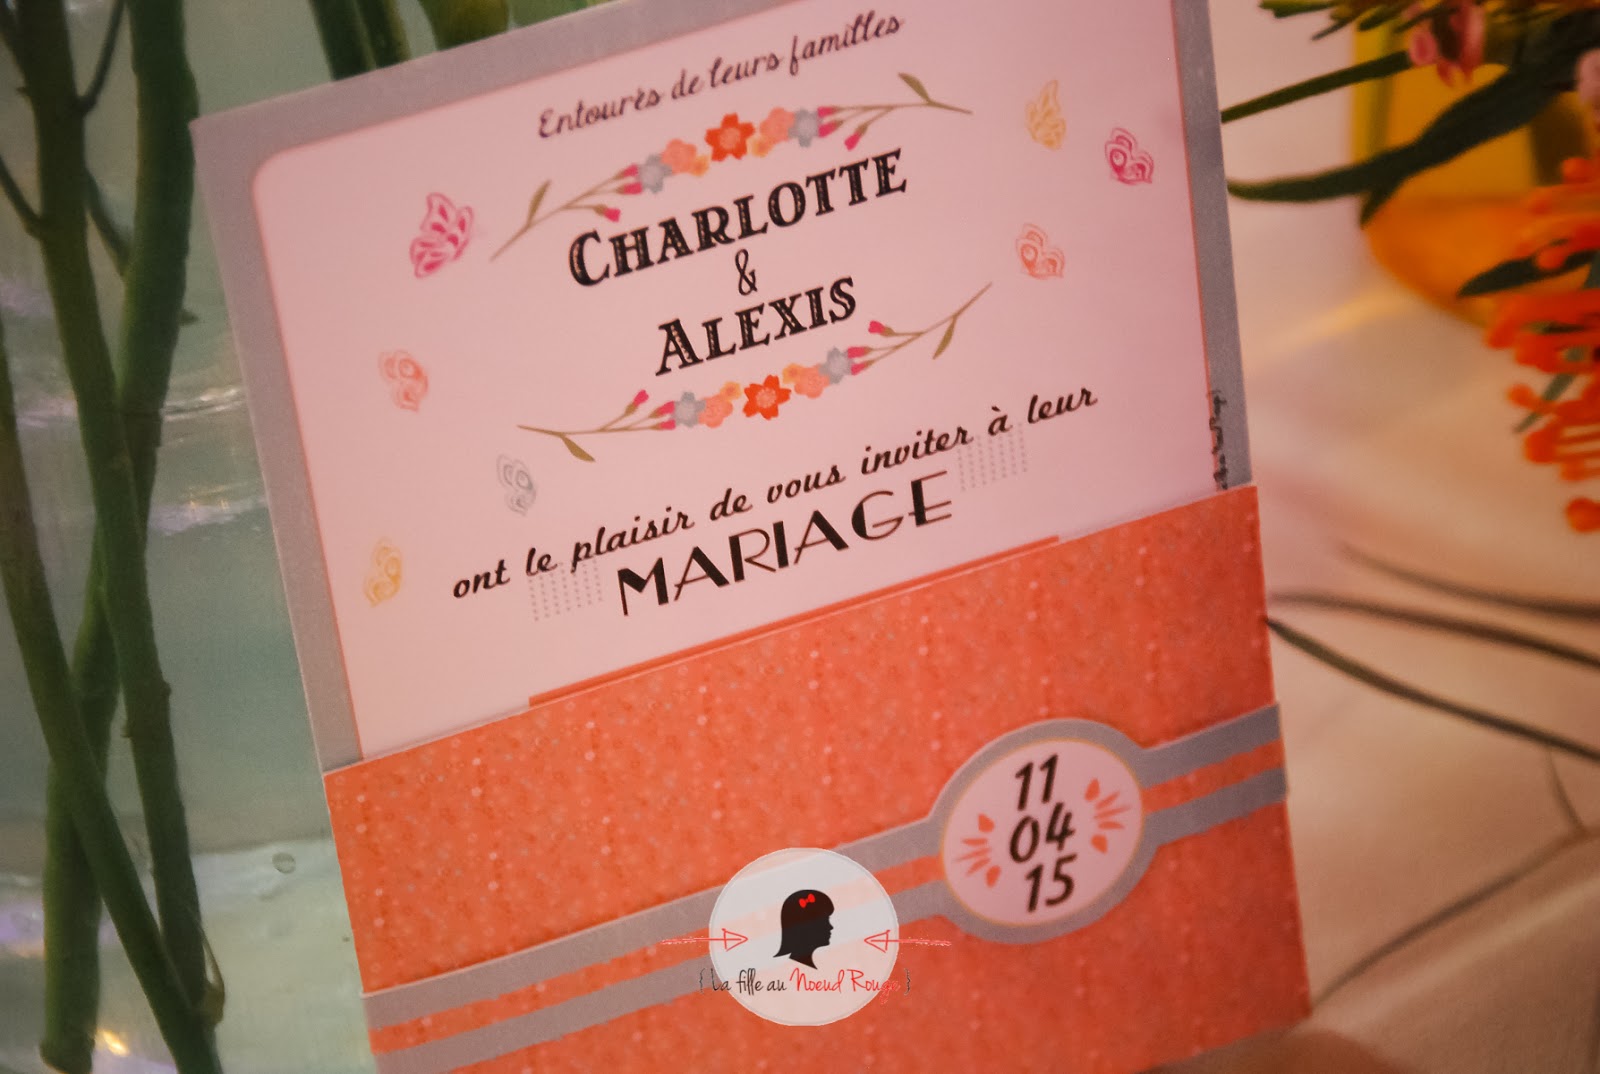 Entourés de leurs familles
CHARLOTTE
&
ALEXIS
ont le plaisir de vous inviter à leur
MARIAGE
11
04
15
{ La fille au Noeud Rouge }